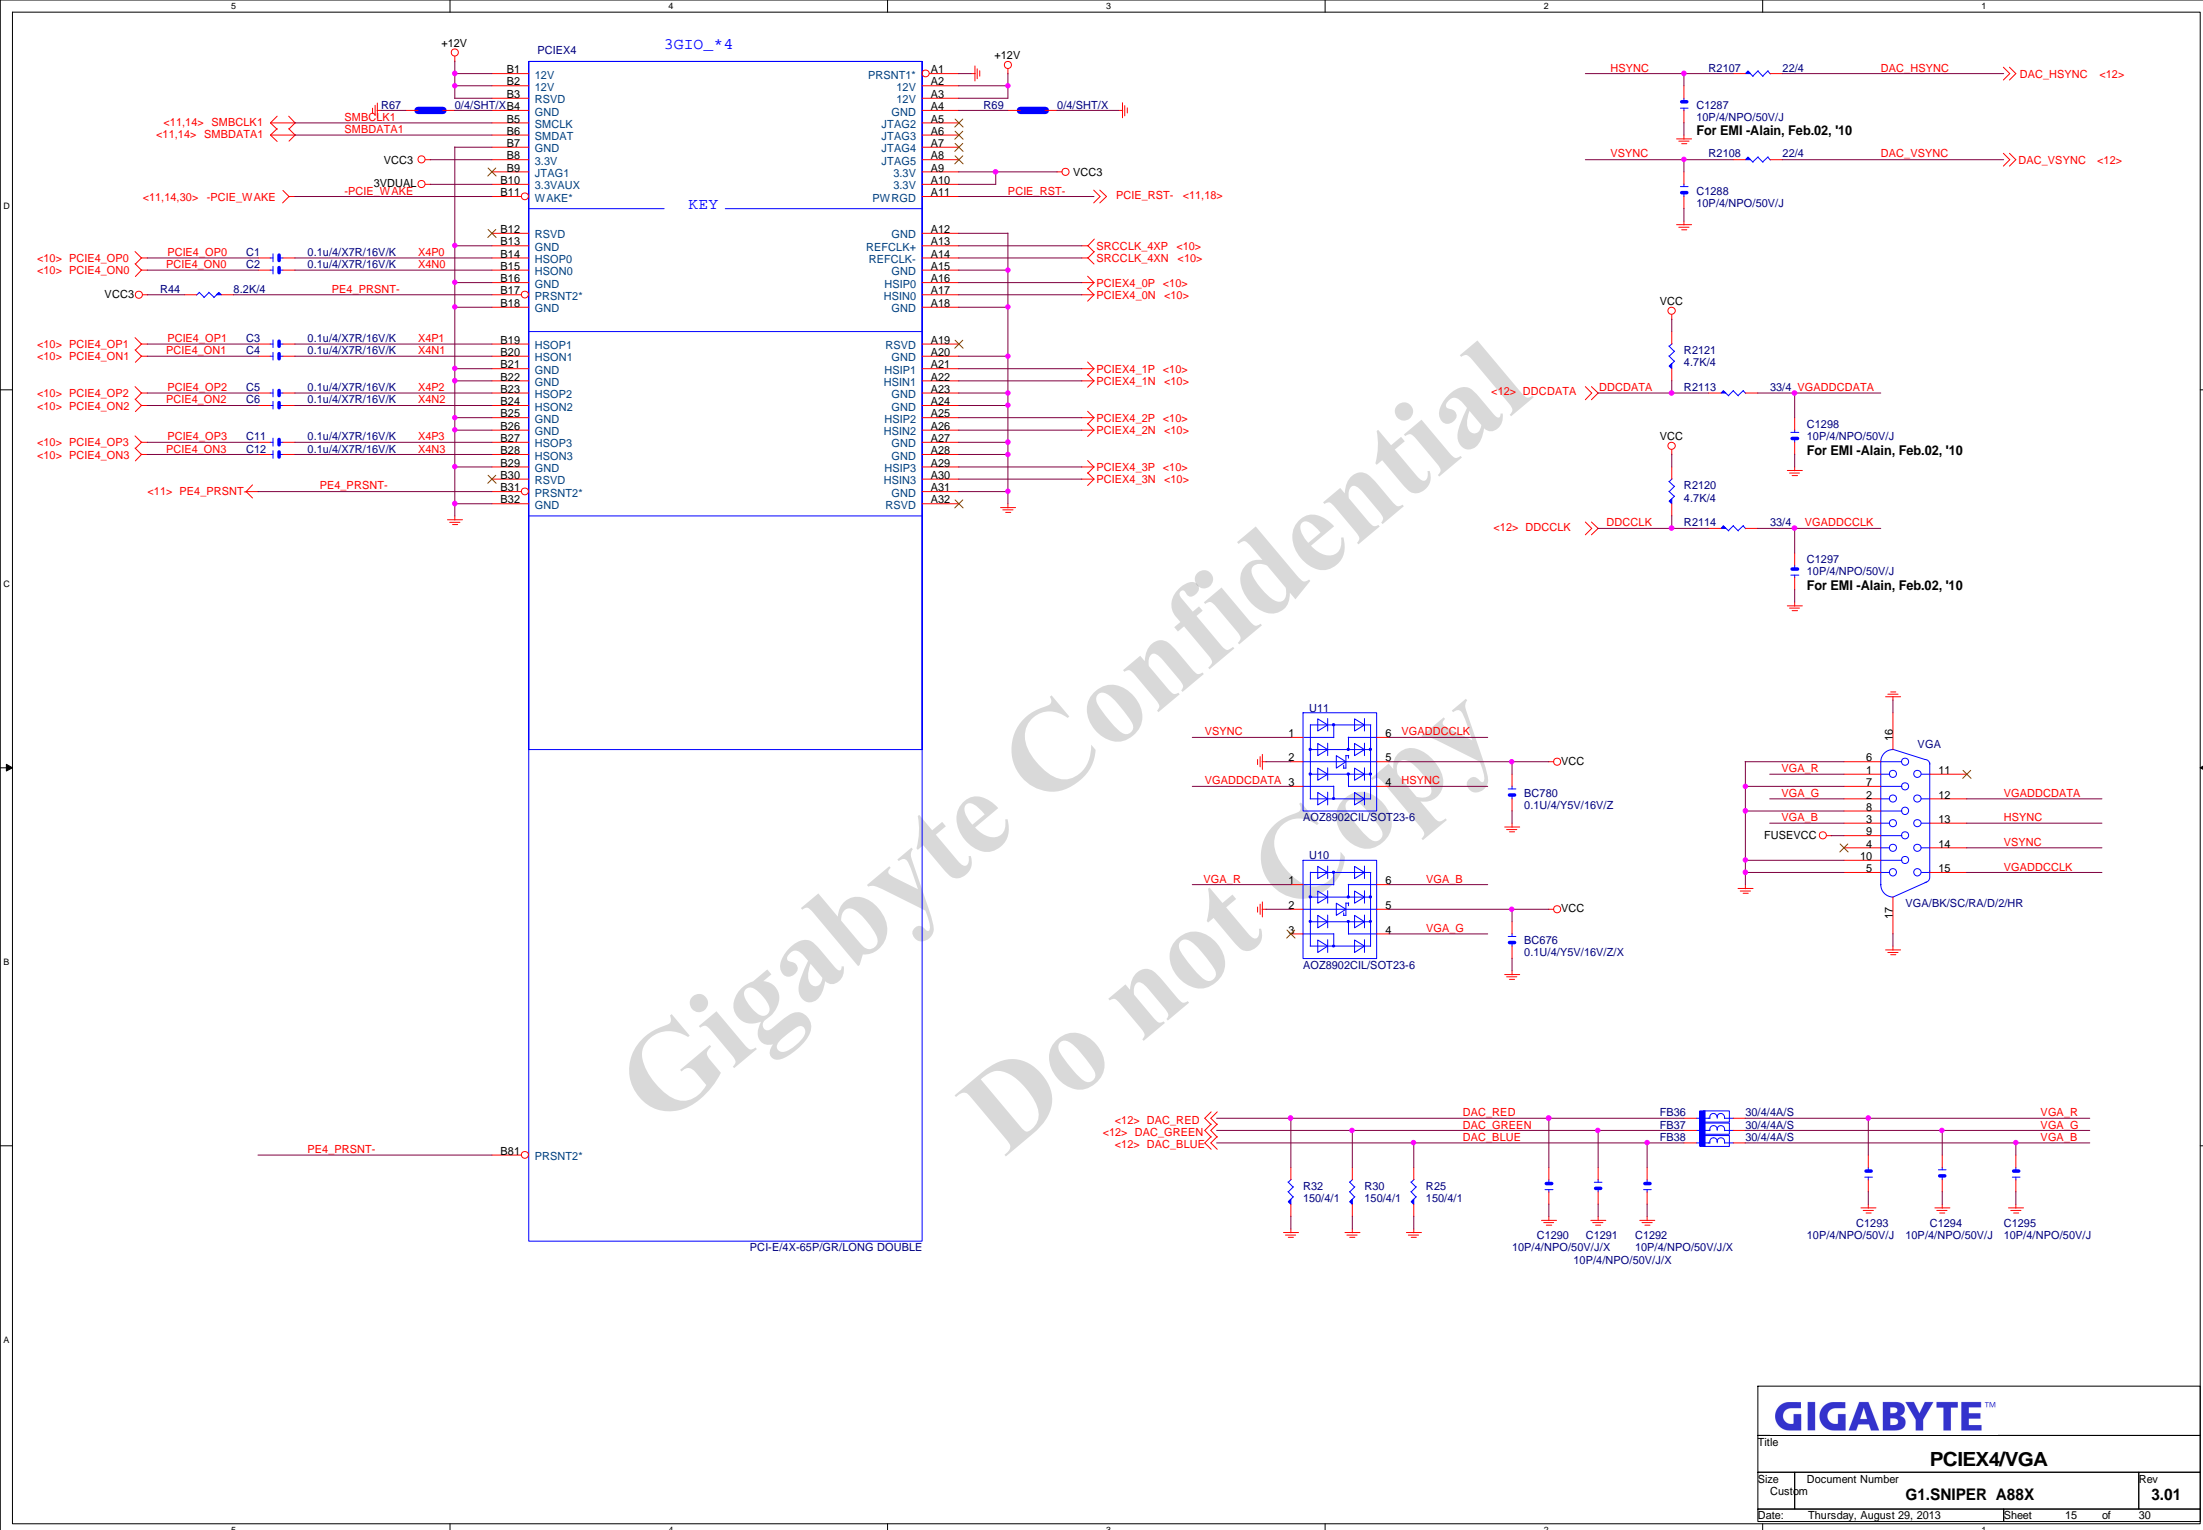 5 4 3 2 1
+12V
PCIEX4
3GIO_*4
+12V
B1 12V PRSNT1* A1
B2 12V 12V A2
B3 RSVD 12V A3
R67 0/4/SHT/X B4 GND GND A4 R69 0/4/SHT/X
<11,14> SMBCLK1 SMBCLK1 B5 SMCLK JTAG2 A5
<11,14> SMBDATA1 SMBDATA1 B6 SMDAT JTAG3 A6
B7 GND JTAG4 A7
VCC3 B8 3.3V JTAG5 A8
B9 JTAG1 3.3V A9 VCC3
3VDUAL B10 3.3VAUX 3.3V A10
<11,14,30> -PCIE_WAKE -PCIE_WAKE B11 WAKE* PWRGD A11 PCIE_RST- PCIE_RST- <11,18>
KEY
B12 RSVD GND A12
B13 GND REFCLK+ A13 SRCCLK_4XP <10>
<10> PCIE4_OP0 PCIE4_OP0 C1 0.1u/4/X7R/16V/K X4P0 B14 HSOP0 REFCLK- A14 SRCCLK_4XN <10>
<10> PCIE4_ON0 PCIE4_ON0 C2 0.1u/4/X7R/16V/K X4N0 B15 HSON0 GND A15
B16 GND HSIP0 A16 PCIEX4_0P <10>
VCC3 R44 8.2K/4 PE4_PRSNT- B17 PRSNT2* HSIN0 A17 PCIEX4_0N <10>
B18 GND GND A18
<10> PCIE4_OP1 PCIE4_OP1 C3 0.1u/4/X7R/16V/K X4P1 B19 HSOP1 RSVD A19
<10> PCIE4_ON1 PCIE4_ON1 C4 0.1u/4/X7R/16V/K X4N1 B20 HSON1 GND A20
B21 GND HSIP1 A21 PCIEX4_1P <10>
B22 GND HSIN1 A22 PCIEX4_1N <10>
<10> PCIE4_OP2 PCIE4_OP2 C5 0.1u/4/X7R/16V/K X4P2 B23 HSOP2 GND A23
<10> PCIE4_ON2 PCIE4_ON2 C6 0.1u/4/X7R/16V/K X4N2 B24 HSON2 GND A24
B25 GND HSIP2 A25 PCIEX4_2P <10>
B26 GND HSIN2 A26 PCIEX4_2N <10>
<10> PCIE4_OP3 PCIE4_OP3 C11 0.1u/4/X7R/16V/K X4P3 B27 HSOP3 GND A27
<10> PCIE4_ON3 PCIE4_ON3 C12 0.1u/4/X7R/16V/K X4N3 B28 HSON3 GND A28
B29 GND HSIP3 A29 PCIEX4_3P <10>
B30 RSVD HSIN3 A30 PCIEX4_3N <10>
<11> PE4_PRSNT PE4_PRSNT- B31 PRSNT2* GND A31
B32 GND RSVD A32
PE4_PRSNT- B81 PRSNT2*
PCI-E/4X-65P/GR/LONG DOUBLE
HSYNC R2107 22/4 DAC_HSYNC DAC_HSYNC <12>
C1287
10P/4/NPO/50V/J
For EMI -Alain, Feb.02, '10
VSYNC R2108 22/4 DAC_VSYNC DAC_VSYNC <12>
C1288
10P/4/NPO/50V/J
VCC
R2121
4.7K/4
<12> DDCDATA DDCDATA R2113 33/4 VGADDCDATA
C1298
10P/4/NPO/50V/J
For EMI -Alain, Feb.02, '10
VCC
R2120
4.7K/4
<12> DDCCLK DDCCLK R2114 33/4 VGADDCCLK
C1297
10P/4/NPO/50V/J
For EMI -Alain, Feb.02, '10
U11
VSYNC 1 6 VGADDCCLK
2 5 VCC
VGADDCDATA 3 4 HSYNC
BC780
0.1U/4/Y5V/16V/Z
AOZ8902CIL/SOT23-6
U10
VGA_R 1 6 VGA_B
2 5 VCC
3 4 VGA_G
BC676
0.1U/4/Y5V/16V/Z/X
AOZ8902CIL/SOT23-6
16
VGA
6
VGA_R 1 11
7
VGA_G 2 12 VGADDCDATA
8
VGA_B 3 13 HSYNC
FUSEVCC 9
4 14 VSYNC
10
5 15 VGADDCCLK
17
VGA/BK/SC/RA/D/2/HR
<12> DAC_RED DAC_RED FB36 30/4/4A/S VGA_R
<12> DAC_GREEN DAC_GREEN FB37 30/4/4A/S VGA_G
<12> DAC_BLUE DAC_BLUE FB38 30/4/4A/S VGA_B
R32 R30 R25
150/4/1 150/4/1 150/4/1
C1290 C1291 C1292
10P/4/NPO/50V/J/X 10P/4/NPO/50V/J/X
10P/4/NPO/50V/J/X
C1293 C1294 C1295
10P/4/NPO/50V/J 10P/4/NPO/50V/J 10P/4/NPO/50V/J
Gigabyte Confidential
Do not Copy
D
C
B
A
GIGABYTE™
Title
PCIEX4/VGA
Size Document Number Rev
Custom G1.SNIPER A88X 3.01
Date: Thursday, August 29, 2013 Sheet 15 of 30
5 4 3 2 1